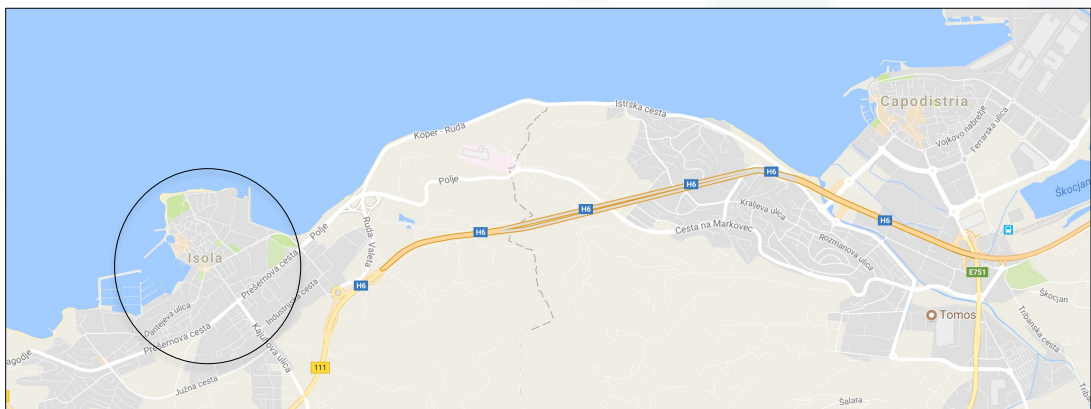 Capodistria
Vojkovo nabrežje
Ferrarska ulica
Istrska cesta
Koper - Ruda
Polje
H6
H6
H6
Škocjan
Kraljeva ulica
H6
Polje
Ruda- Valeta
H6
Cesta na Markovec
Rozmanova ulica
Isola
Prešernova cesta
E751
Industrijska cesta
H6
Škocjan
Dantejeva ulica
Tomos
Prešernova cesta
Kajuhova ulica
Tribanska cesta
agodje
111
Južna cesta
Šalara